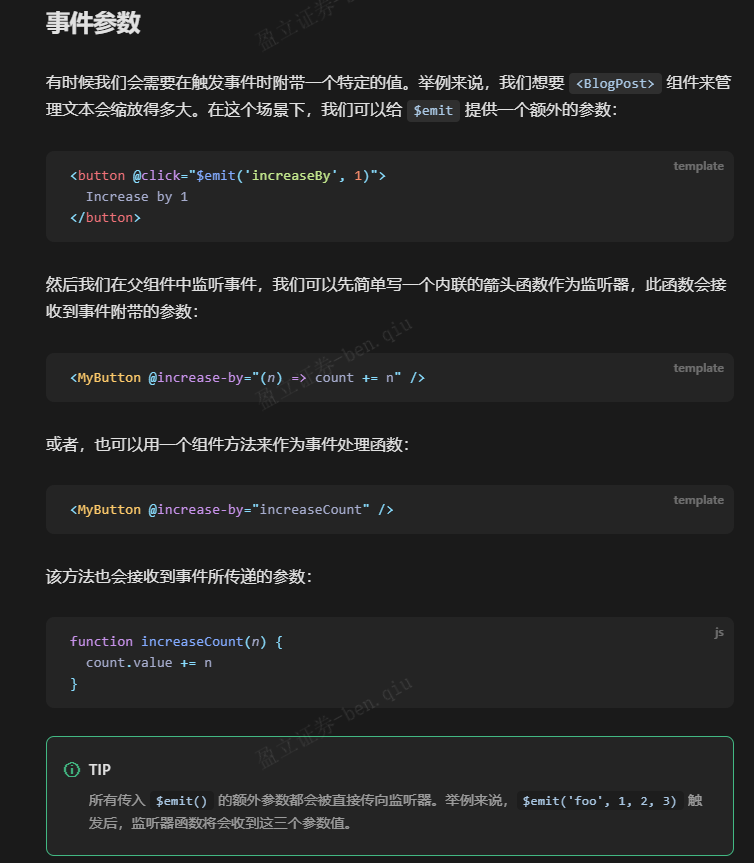 事件参数
盈立证券-ben.qiu
有时候我们会需要在触发事件时附带一个特定的值。举例来说，我们想要 <BlogPost> 组件来管
理文本会缩放得多大。在这个场景下，我们可以给 $emit 提供一个额外的参数：
template
<button @click="$emit('increaseBy', 1)">
Increase by 1
</button>
然后我们在父组件中监听事件，我们可以先简单写一个内联的箭头函数作为监听器，此函数会接
收到事件附带的参数：
盈立证券-ben.qiu
template
<MyButton @increase-by="(n) => count += n" />
或者，也可以用一个组件方法来作为事件处理函数：
template
<MyButton @increase-by="increaseCount" />
该方法也会接收到事件所传递的参数：
js
function increaseCount(n) {
count.value += n
}
盈立证券-ben.qiu
TIP
所有传入 $emit() 的额外参数都会被直接传向监听器。举例来说，$emit('foo', 1, 2, 3) 触
发后，监听器函数将会收到这三个参数值。